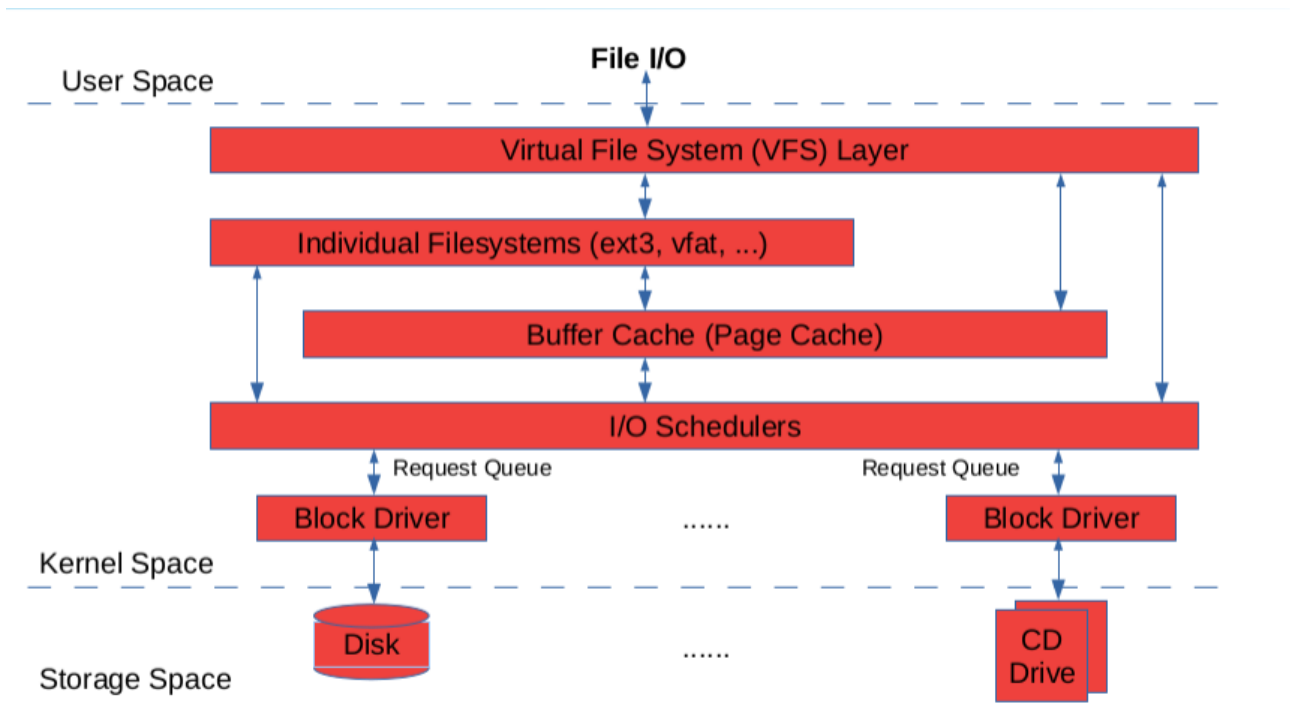 File I/O
User Space
Virtual File System (VFS) Layer
Individual Filesystems (ext3, vfat, ...)
Buffer Cache (Page Cache)
I/O Schedulers
Request Queue
Request Queue
Block Driver
......
Block Driver
Kernel Space
Disk
......
CD
Drive
Storage Space